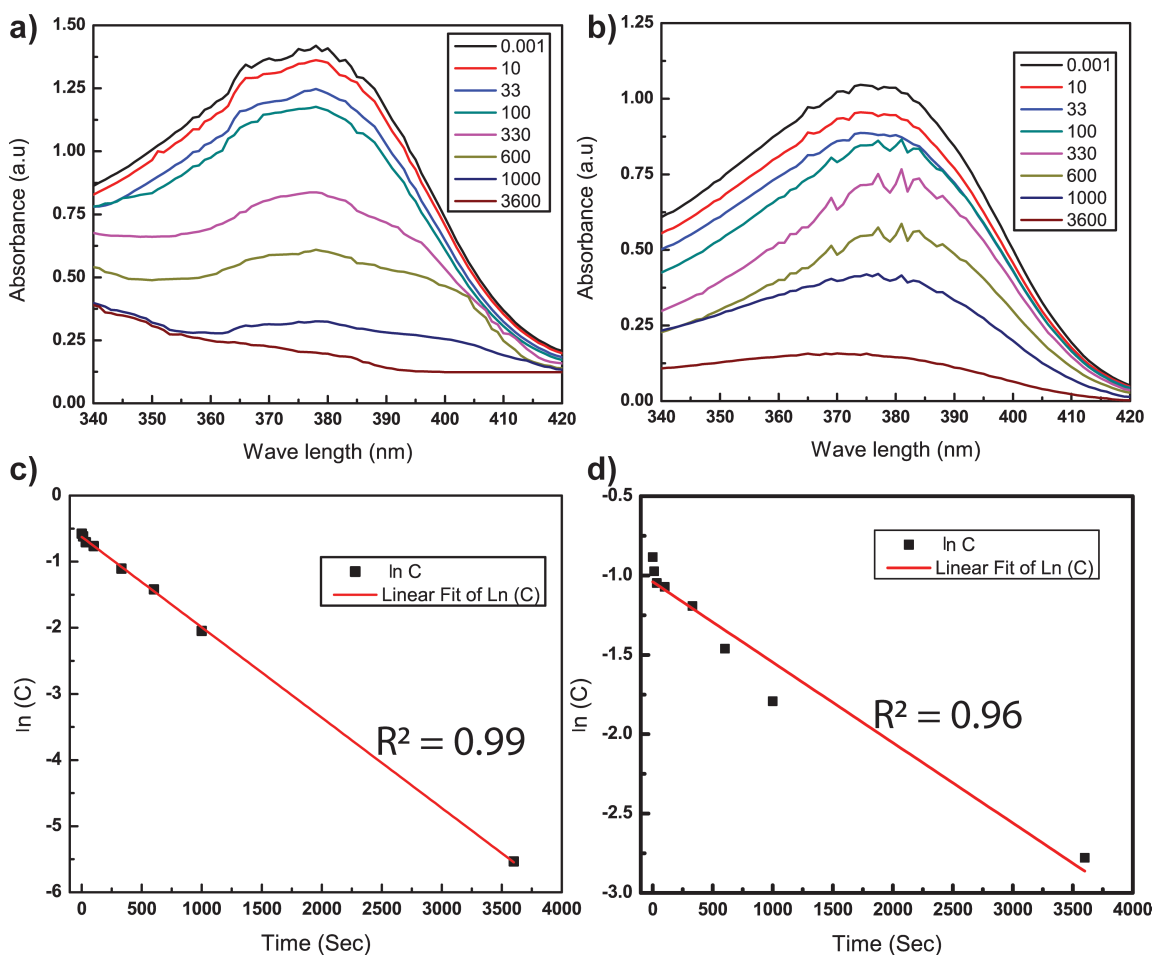 a)
1.50
1.25
1.00
0.75
0.50
0.25
0.00
Absorbance (a.u)
340 350 360 370 380 390 400 410 420
Wave length (nm)
0.001
10
33
100
330
600
1000
3600
b)
1.25
1.00
0.75
0.50
0.25
0.00
Absorbance (a.u)
340 350 360 370 380 390 400 410 420
Wave length (nm)
0.001
10
33
100
330
600
1000
3600
c)
0
-1
-2
-3
-4
-5
-6
ln (C)
0 500 1000 1500 2000 2500 3000 3500 4000
Time (Sec)
ln C
Linear Fit of Ln (C)
R² = 0.99
d)
-0.5
-1.0
-1.5
-2.0
-2.5
-3.0
ln (C)
0 500 1000 1500 2000 2500 3000 3500 4000
Time (Sec)
ln C
Linear Fit of Ln (C)
R² = 0.96